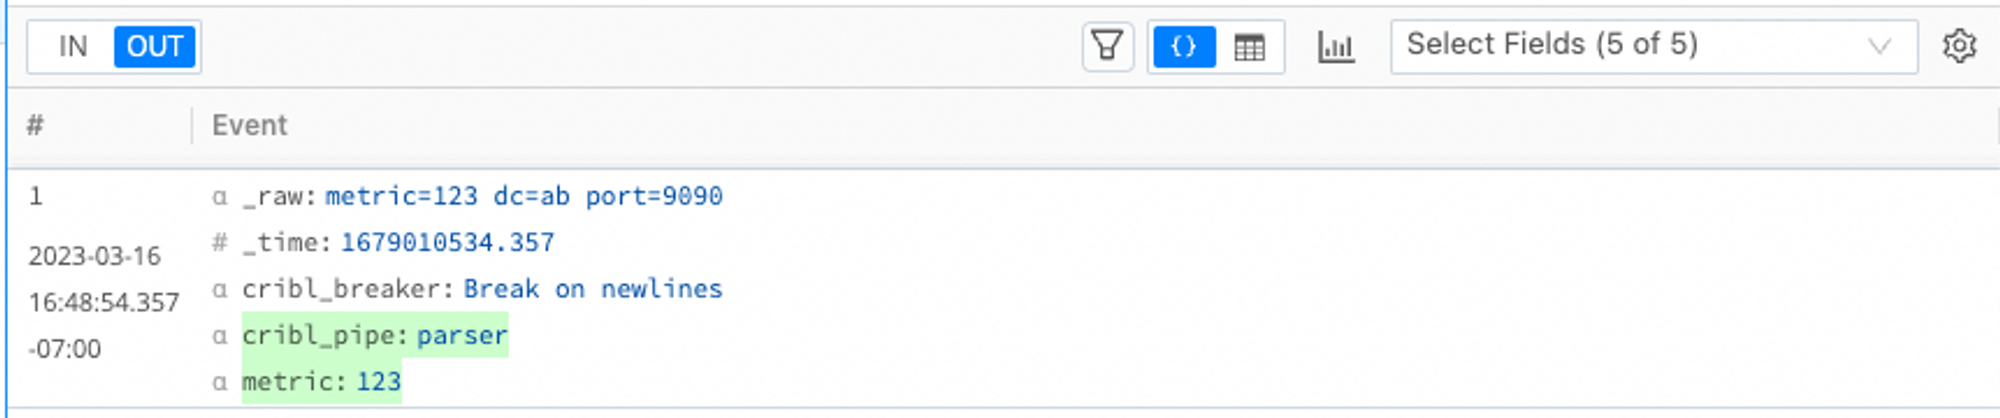 IN OUT {} Select Fields (5 of 5)
# Event
1 α _raw: metric=123 dc=ab port=9090
# _time: 1679010534.357
2023-03-16
α cribl_breaker: Break on newlines
16:48:54.357
α cribl_pipe: parser
-07:00
α metric: 123